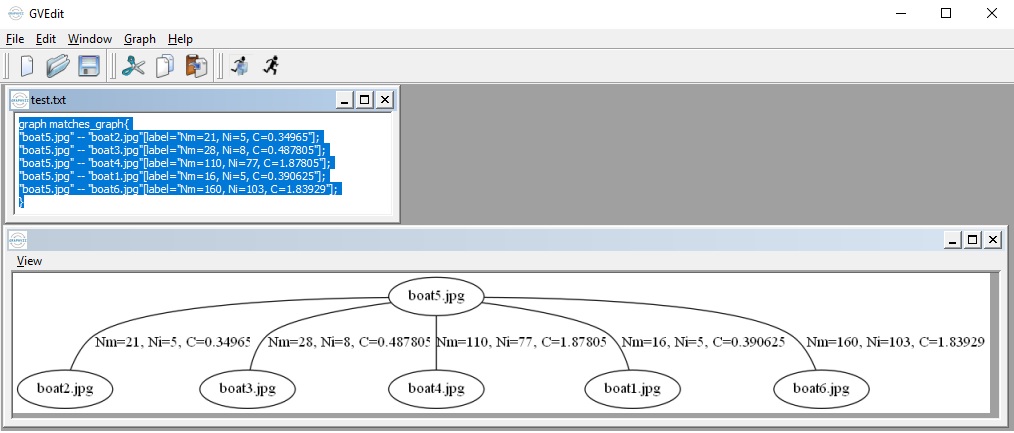 GVEdit
File Edit Window Graph Help
test.txt
graph matches_graph{
"boat5.jpg" -- "boat2.jpg"[label="Nm=21, Ni=5, C=0.34965"];
"boat5.jpg" -- "boat3.jpg"[label="Nm=28, Ni=8, C=0.487805"];
"boat5.jpg" -- "boat4.jpg"[label="Nm=110, Ni=77, C=1.87805"];
"boat5.jpg" -- "boat1.jpg"[label="Nm=16, Ni=5, C=0.390625"];
"boat5.jpg" -- "boat6.jpg"[label="Nm=160, Ni=103, C=1.83929"];
}
View
boat5.jpg
Nm=21, Ni=5, C=0.34965 Nm=28, Ni=8, C=0.487805 Nm=110, Ni=77, C=1.87805 Nm=16, Ni=5, C=0.390625 Nm=160, Ni=103, C=1.83929
boat2.jpg boat3.jpg boat4.jpg boat1.jpg boat6.jpg